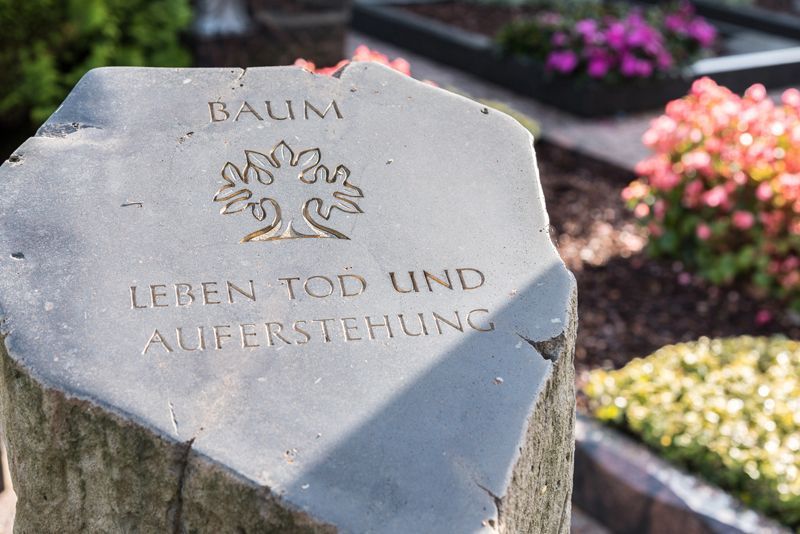 BAUM
LEBEN TOD UND
AUFERSTEHUNG